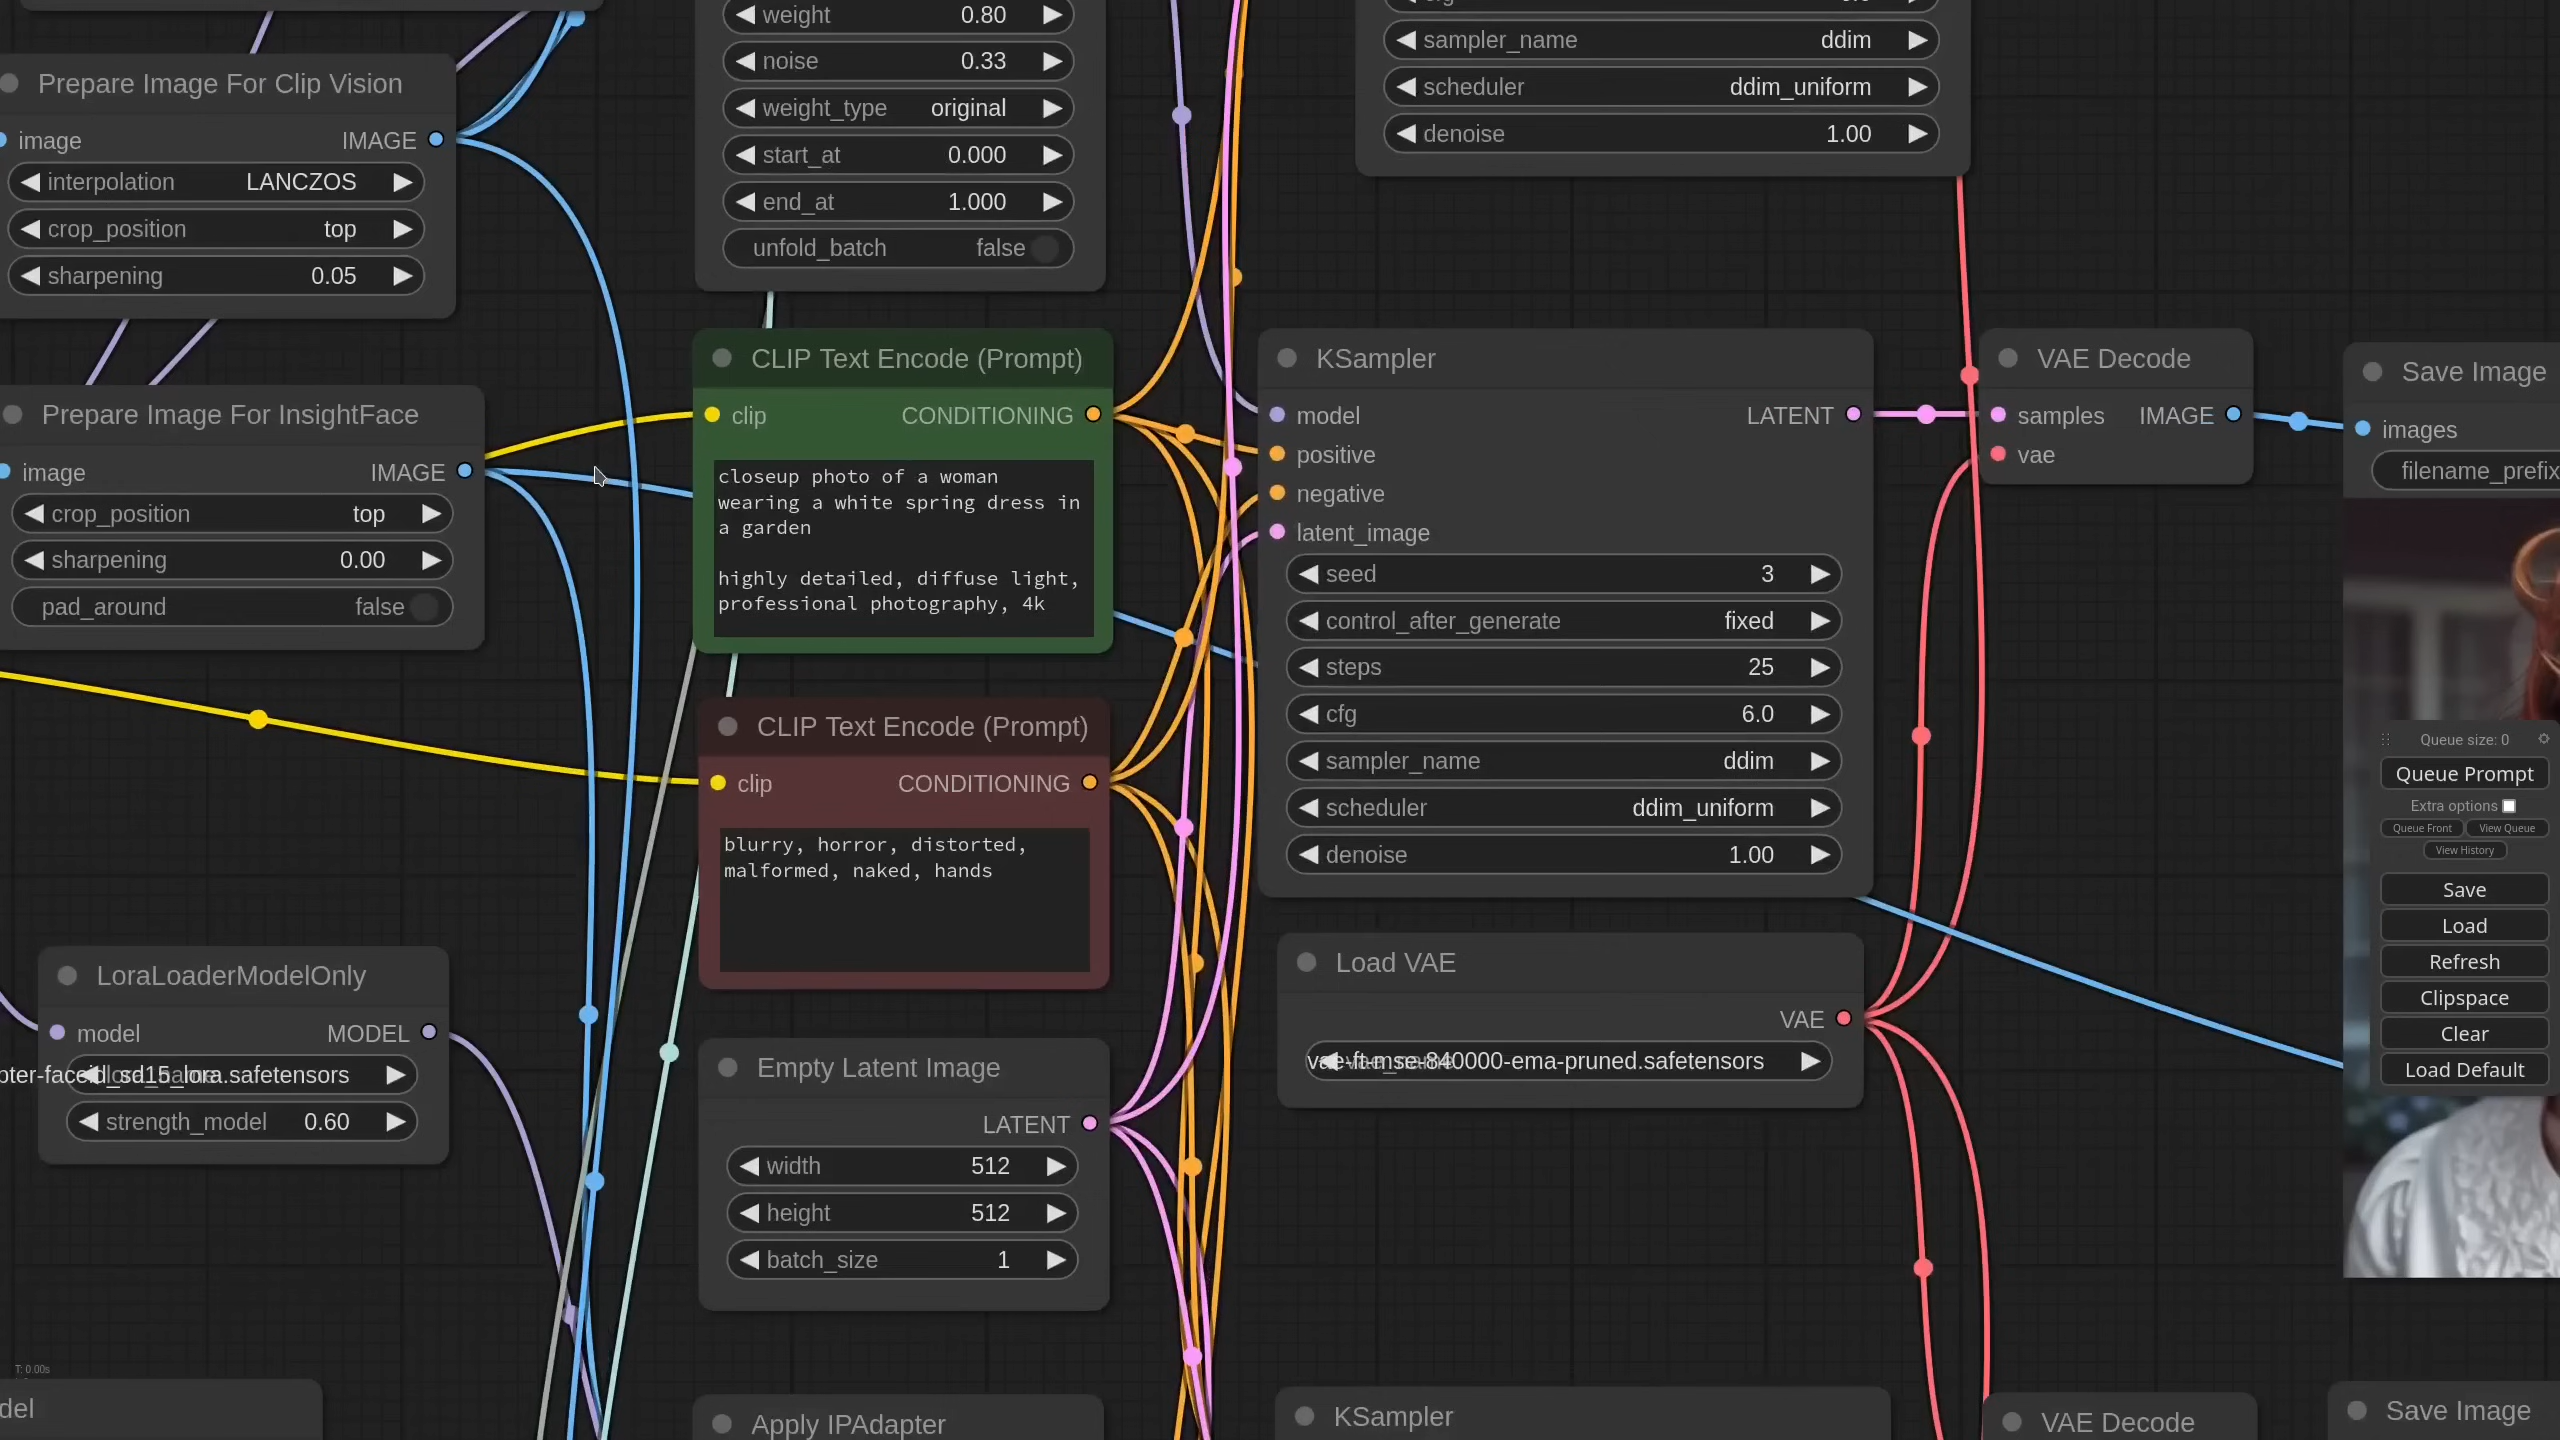 Prepare Image For Clip Vision
image IMAGE
interpolation LANCZOS
crop_position top
sharpening 0.05
Prepare Image For InsightFace
image IMAGE
crop_position top
sharpening 0.00
pad_around false
LoraLoaderModelOnly
model MODEL
pter-faceid_sd15_lora.safetensors
strength_model 0.60
T: 0.00s
del
weight 0.80
noise 0.33
weight_type original
start_at 0.000
end_at 1.000
unfold_batch false
CLIP Text Encode (Prompt)
clip CONDITIONING
closeup photo of a woman
wearing a white spring dress in
a garden
highly detailed, diffuse light,
professional photography, 4k
CLIP Text Encode (Prompt)
clip CONDITIONING
blurry, horror, distorted,
malformed, naked, hands
Empty Latent Image
LATENT
width 512
height 512
batch_size 1
Apply IPAdapter
sampler_name ddim
scheduler ddim_uniform
denoise 1.00
KSampler
model LATENT
positive
negative
latent_image
seed 3
control_after_generate fixed
steps 25
cfg 6.0
sampler_name ddim
scheduler ddim_uniform
denoise 1.00
Load VAE
VAE
vae-ft-mse-840000-ema-pruned.safetensors
KSampler
VAE Decode
samples IMAGE
vae
VAE Decode
Save Image
images
filename_prefix
Queue size: 0
Queue Prompt
Extra options
Queue Front View Queue
View History
Save
Load
Refresh
Clipspace
Clear
Load Default
Save Image